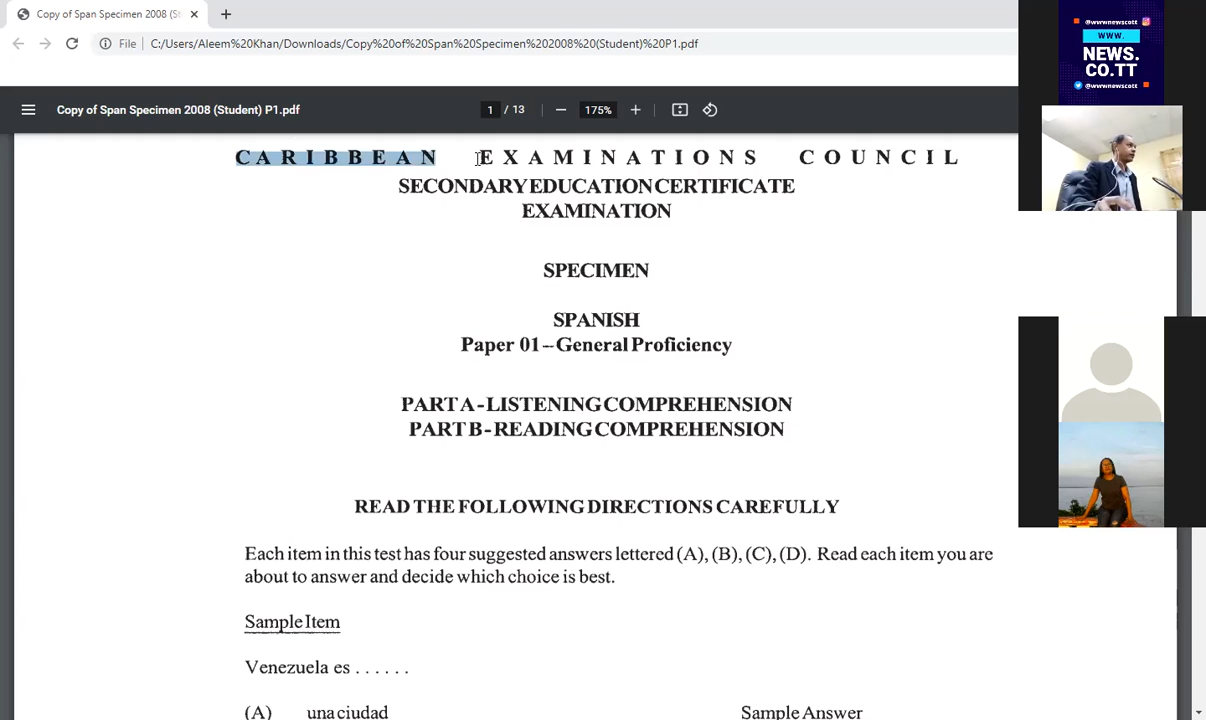 Copy of Span Specimen 2008 (St
File
C:/Users/Aleem%20Khan/Downloads/Copy%20of%20Span%20Specimen%202008%20(Student)%20P1.pdf
Copy of Span Specimen 2008 (Student) P1.pdf
1 / 13
175%
CARIBBEAN EXAMINATIONS COUNCIL
SECONDARY EDUCATION CERTIFICATE
EXAMINATION
SPECIMEN
SPANISH
Paper 01 – General Proficiency
PART A - LISTENING COMPREHENSION
PART B - READING COMPREHENSION
READ THE FOLLOWING DIRECTIONS CAREFULLY
Each item in this test has four suggested answers lettered (A), (B), (C), (D). Read each item you are
about to answer and decide which choice is best.
Sample Item
Venezuela es . . . . . .
(A) una ciudad
Sample Answer
@wwwnewscott
WWW.
NEWS.
CO.TT
@wwwnewscott